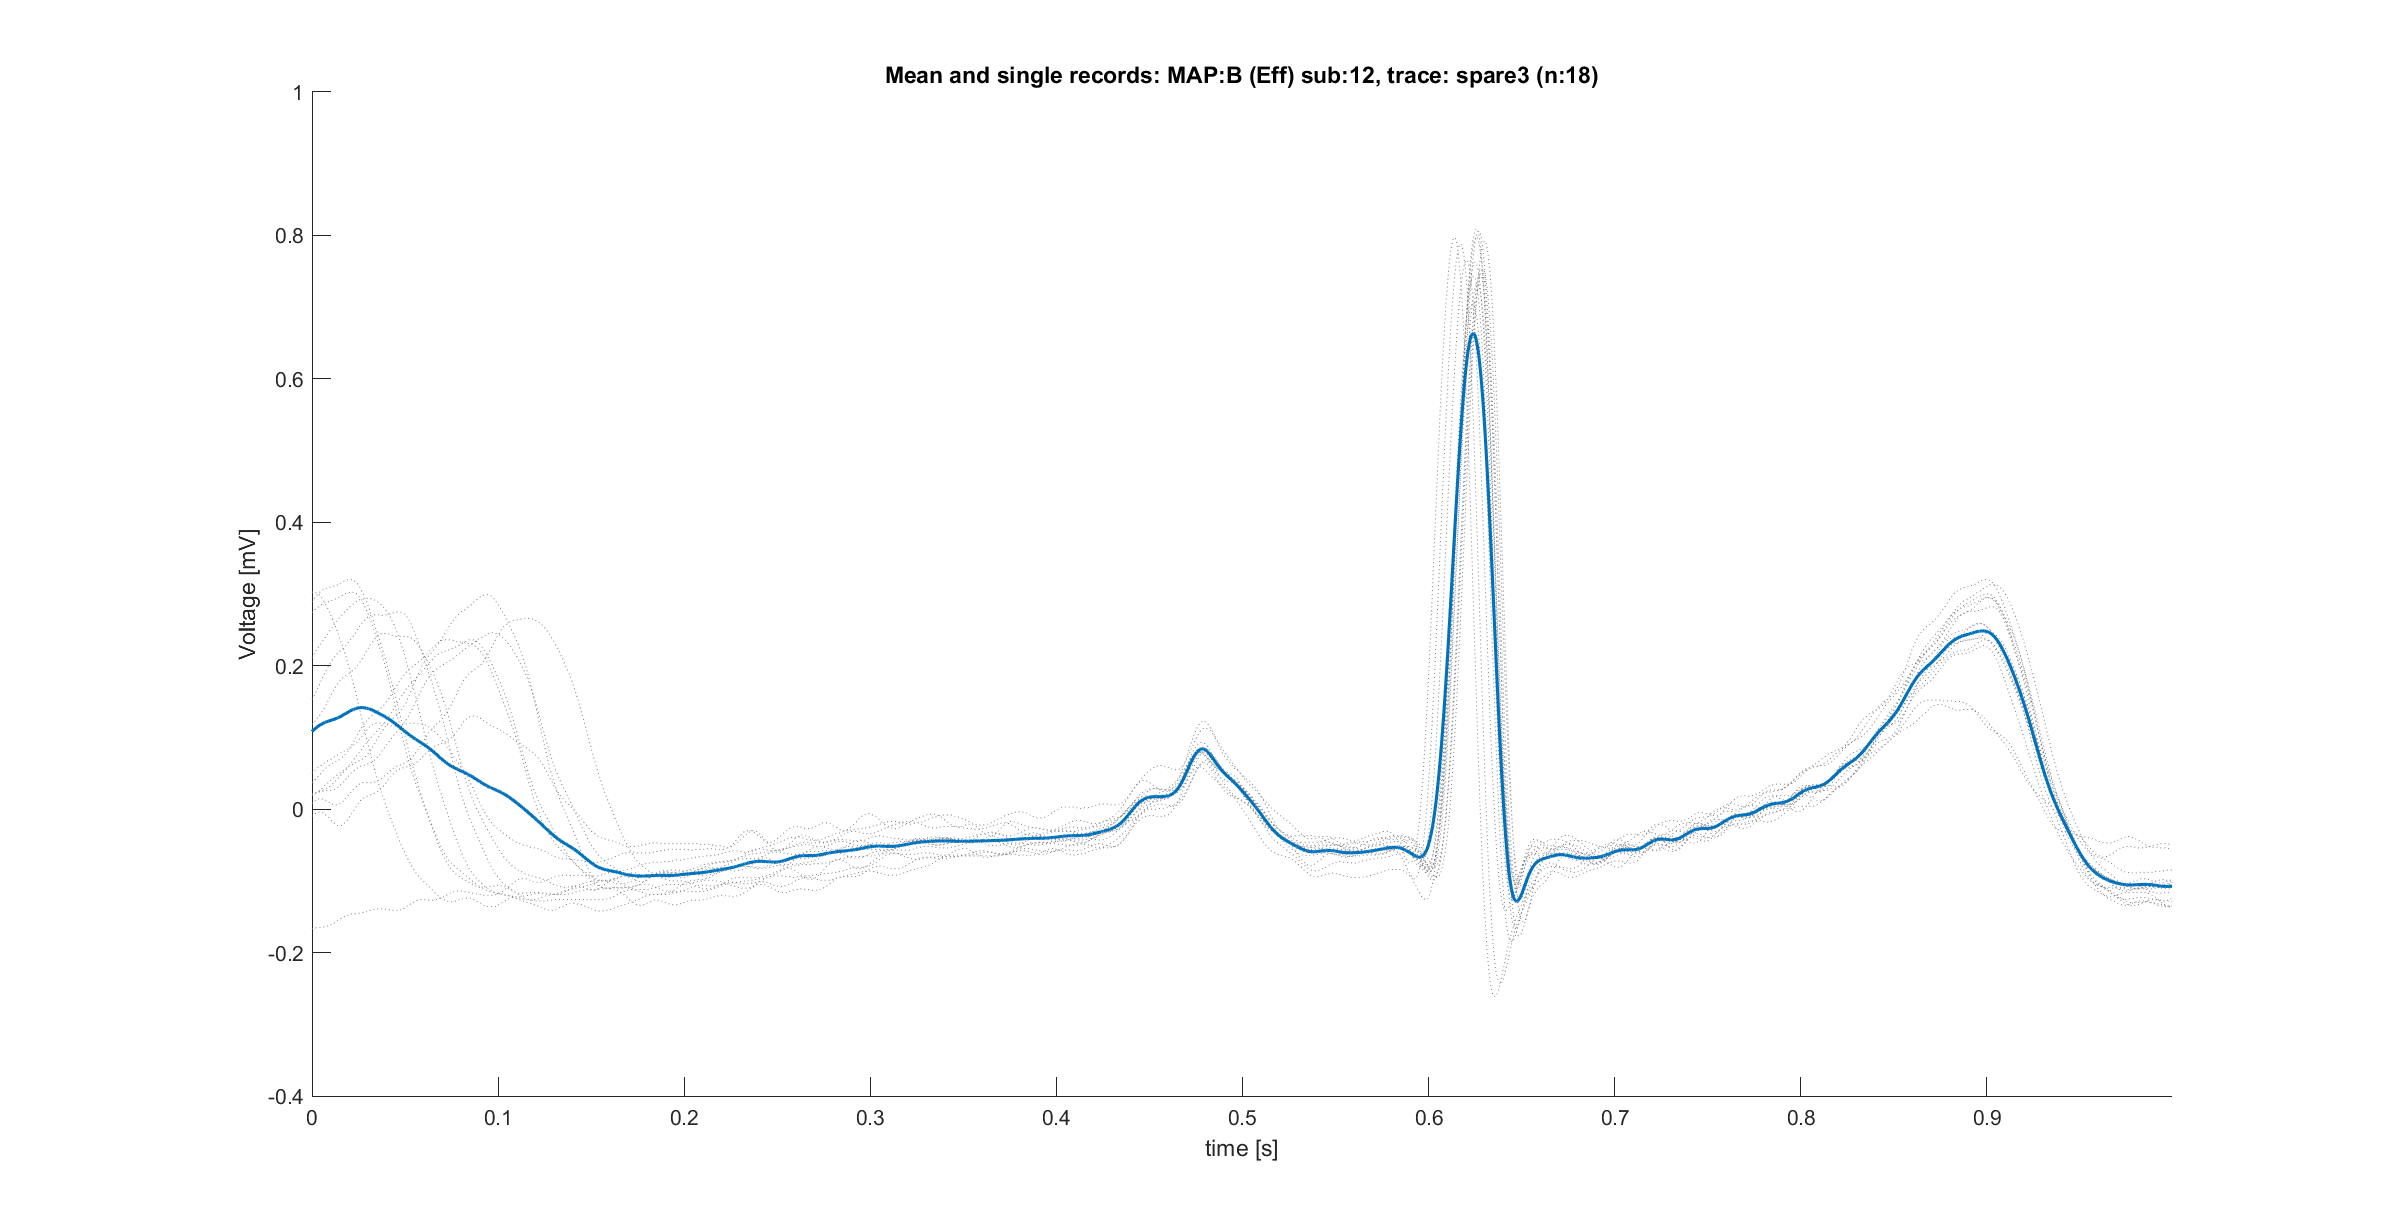 Mean and single records: MAP:B (Eff) sub:12, trace: spare3 (n:18)
1
0.8
0.6
0.4
0.2
0
-0.2
-0.4
Voltage [mV]
0 0.1 0.2 0.3 0.4 0.5 0.6 0.7 0.8 0.9
time [s]